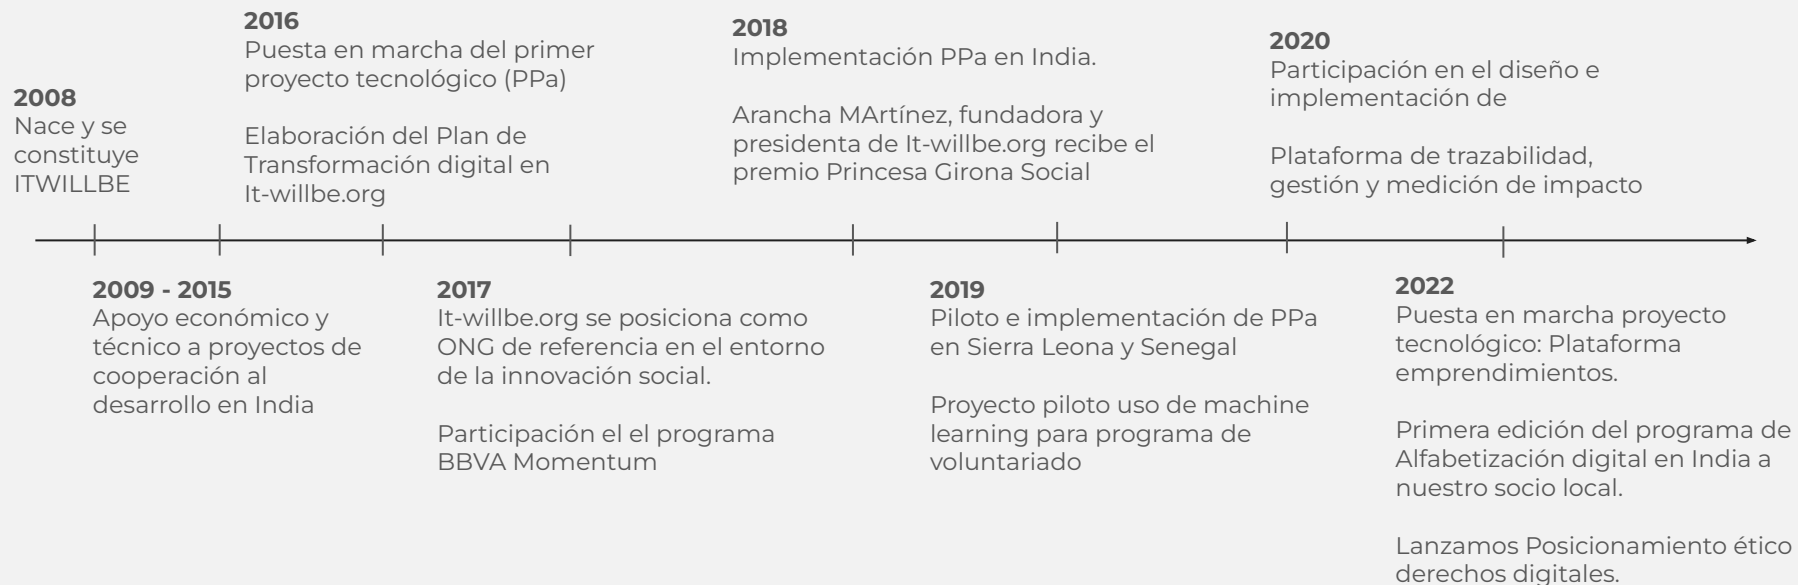 2008
Nace y se
constituye
ITWILLBE
2009 - 2015
Apoyo económico y
técnico a proyectos de
cooperación al
desarrollo en India
2016
Puesta en marcha del primer
proyecto tecnológico (PPa)
Elaboración del Plan de
Transformación digital en
It-willbe.org
2017
It-willbe.org se posiciona como
ONG de referencia en el entorno
de la innovación social.
Participación el el programa
BBVA Momentum
2018
Implementación PPa en India.
Arancha MArtínez, fundadora y
presidenta de It-willbe.org recibe el
premio Princesa Girona Social
2019
Piloto e implementación de PPa
en Sierra Leona y Senegal
Proyecto piloto uso de machine
learning para programa de
voluntariado
2020
Participación en el diseño e
implementación de
Plataforma de trazabilidad,
gestión y medición de impacto
2022
Puesta en marcha proyecto
tecnológico: Plataforma
emprendimientos.
Primera edición del programa de
Alfabetización digital en India a
nuestro socio local.
Lanzamos Posicionamiento ético
derechos digitales.